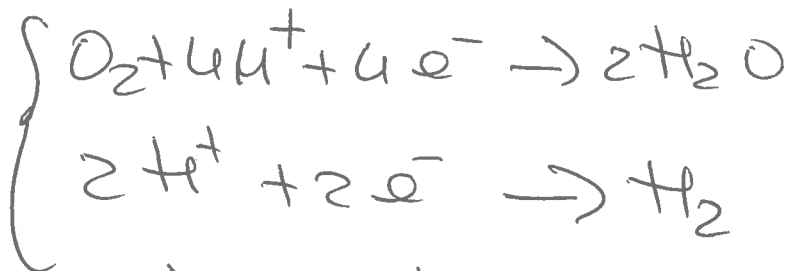 O₂ + 4H⁺ + 4e⁻ → 2H₂O
2H⁺ + 2e⁻ → H₂